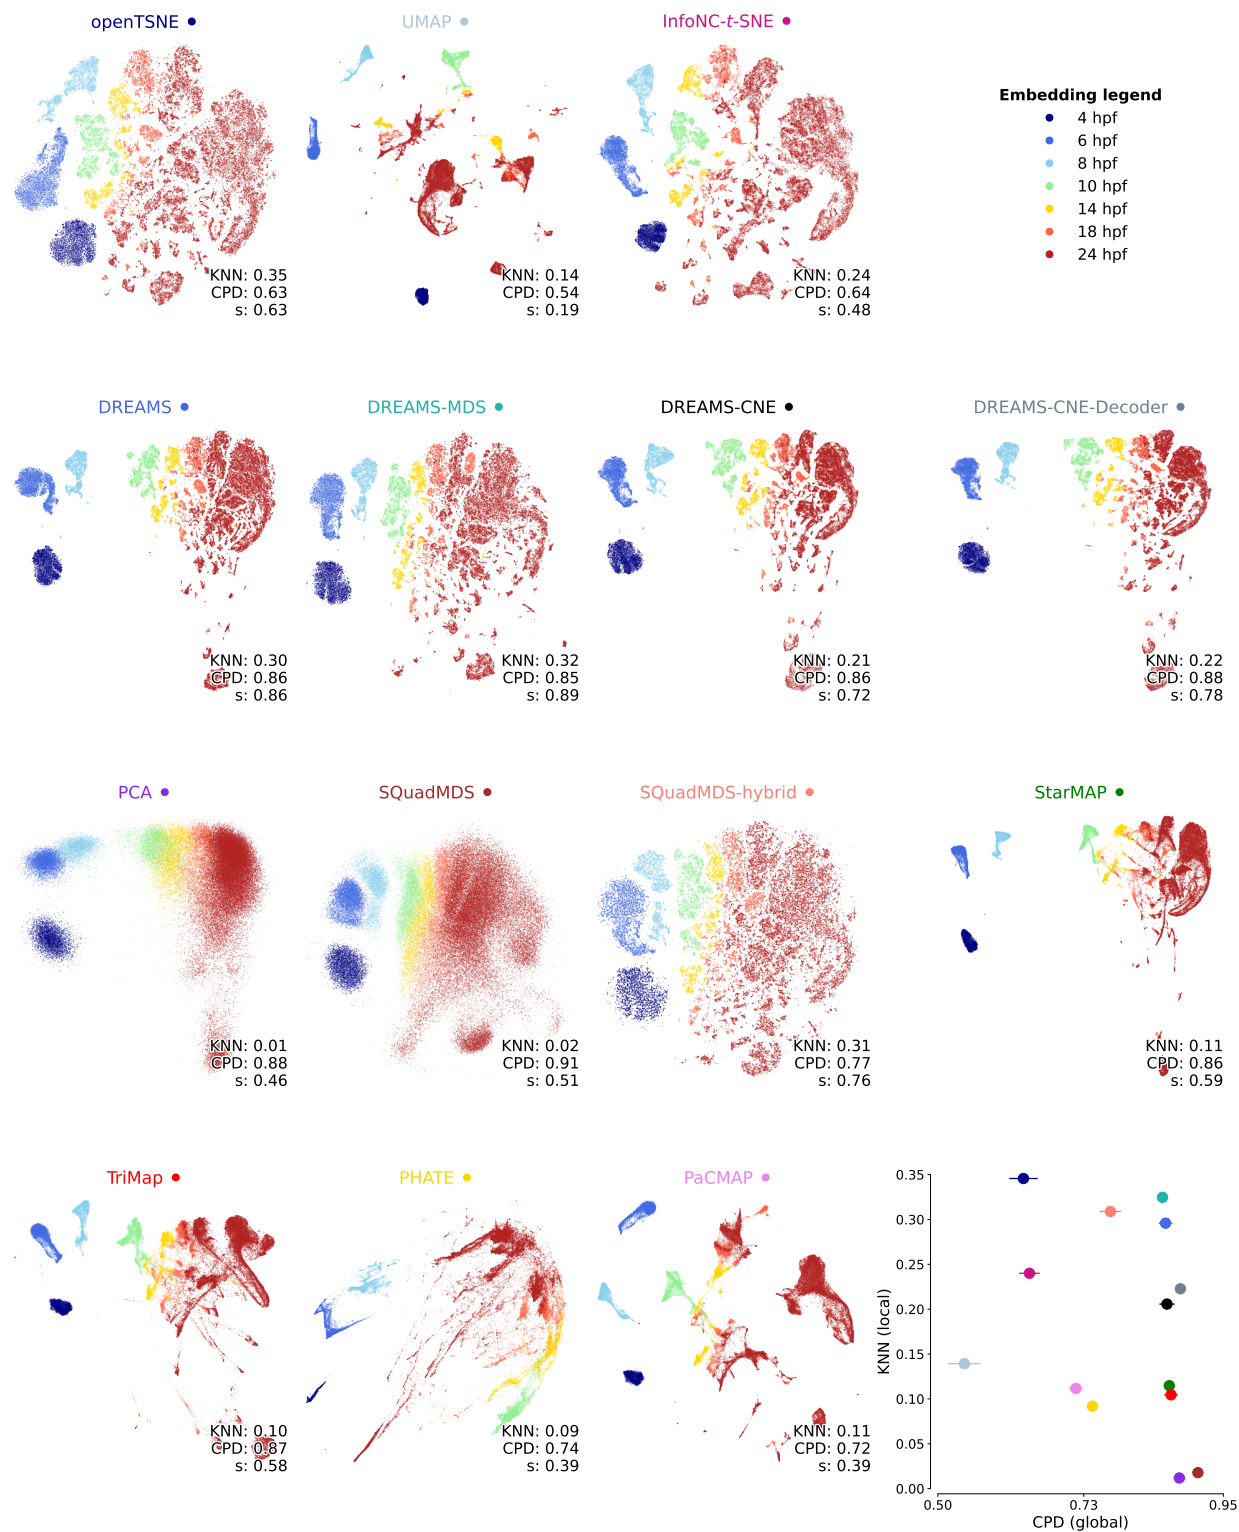 openTSNE
UMAP
InfoNC-t-SNE
KNN: 0.35
CPD: 0.63
s: 0.63
KNN: 0.14
CPD: 0.54
s: 0.19
KNN: 0.24
CPD: 0.64
s: 0.48
Embedding legend
4 hpf
6 hpf
8 hpf
10 hpf
14 hpf
18 hpf
24 hpf
DREAMS
DREAMS-MDS
DREAMS-CNE
DREAMS-CNE-Decoder
KNN: 0.30
CPD: 0.86
s: 0.86
KNN: 0.32
CPD: 0.85
s: 0.89
KNN: 0.21
CPD: 0.86
s: 0.72
KNN: 0.22
CPD: 0.88
s: 0.78
PCA
SQuadMDS
SQuadMDS-hybrid
StarMAP
KNN: 0.01
CPD: 0.88
s: 0.46
KNN: 0.02
CPD: 0.91
s: 0.51
KNN: 0.31
CPD: 0.77
s: 0.76
KNN: 0.11
CPD: 0.86
s: 0.59
TriMap
PHATE
PaCMAP
KNN: 0.10
CPD: 0.87
s: 0.58
KNN: 0.09
CPD: 0.74
s: 0.39
KNN: 0.11
CPD: 0.72
s: 0.39
KNN (local)
0.35
0.30
0.25
0.20
0.15
0.10
0.05
0.00
0.50
0.73
0.95
CPD (global)